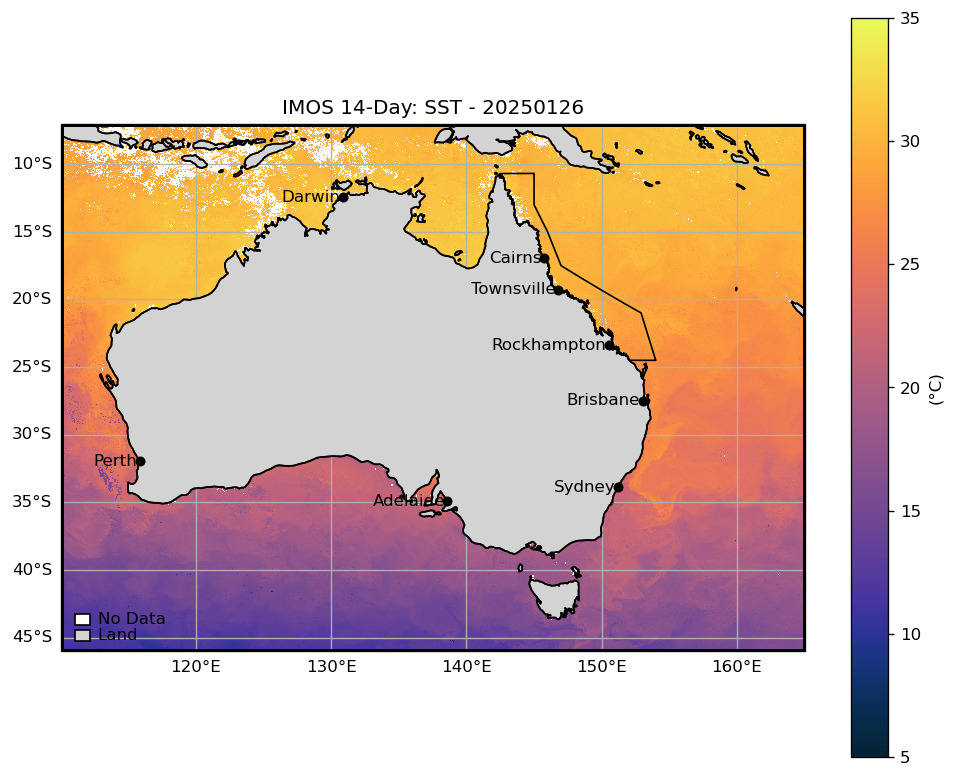 IMOS 14-Day: SST - 20250126
35
30
25
20
15
10
5
(°C)
10°S
15°S
20°S
25°S
30°S
35°S
40°S
45°S
Darwin
Cairns
Townsville
Rockhampton
Brisbane
Perth
Sydney
Adelaide
No Data
Land
120°E
130°E
140°E
150°E
160°E